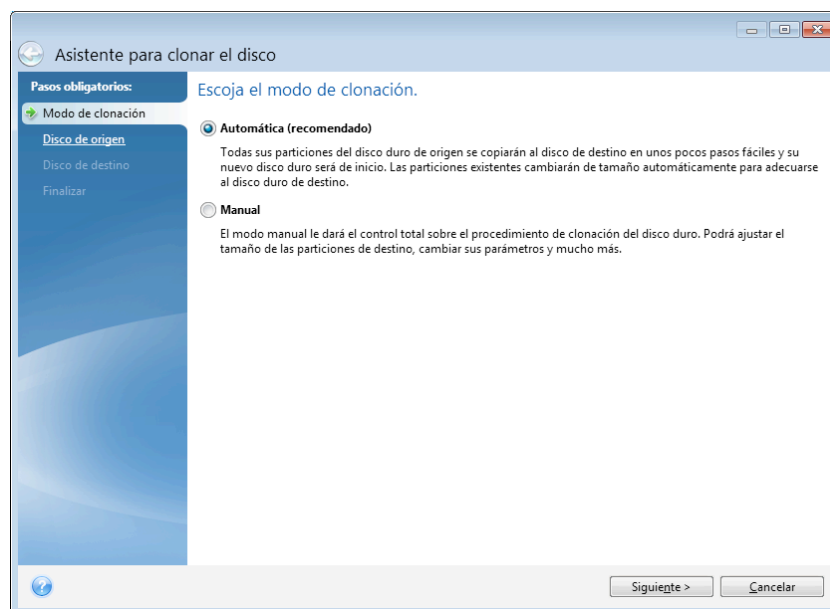 Asistente para clonar el disco
Pasos obligatorios:
Modo de clonación
Disco de origen
Disco de destino
Finalizar
Escoja el modo de clonación.
Automática (recomendado)
Todas sus particiones del disco duro de origen se copiarán al disco de destino en unos pocos pasos fáciles y su
nuevo disco duro será de inicio. Las particiones existentes cambiarán de tamaño automáticamente para adecuarse
al disco duro de destino.
Manual
El modo manual le dará el control total sobre el procedimiento de clonación del disco duro. Podrá ajustar el
tamaño de las particiones de destino, cambiar sus parámetros y mucho más.
?
Siguiente >
Cancelar